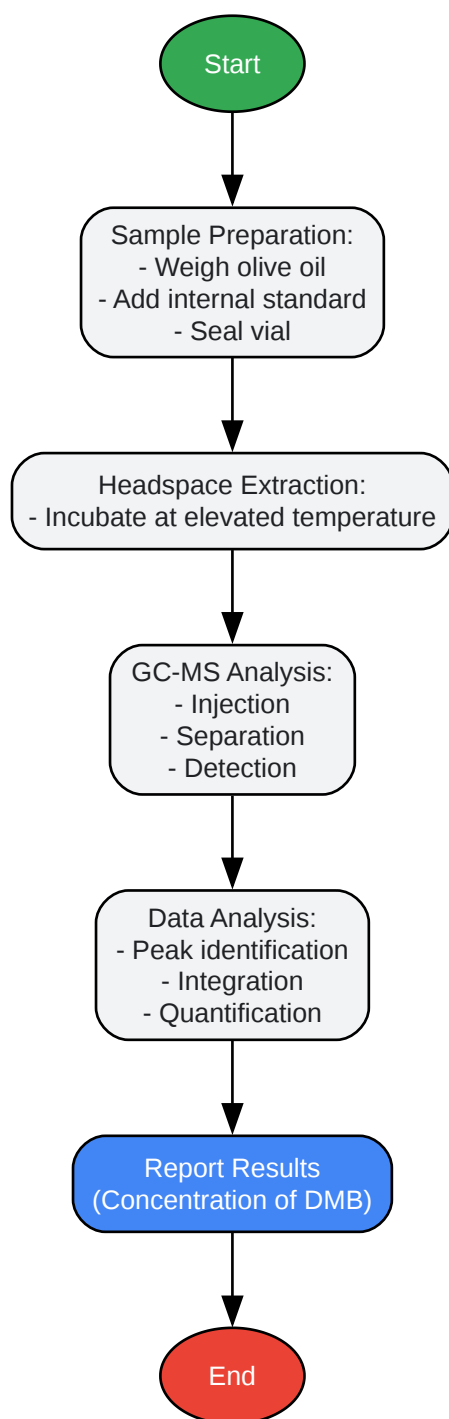 Start
Sample Preparation:
- Weigh olive oil
- Add internal standard
- Seal vial
Headspace Extraction:
- Incubate at elevated temperature
GC-MS Analysis:
- Injection
- Separation
- Detection
Data Analysis:
- Peak identification
- Integration
- Quantification
Report Results
(Concentration of DMB)
End